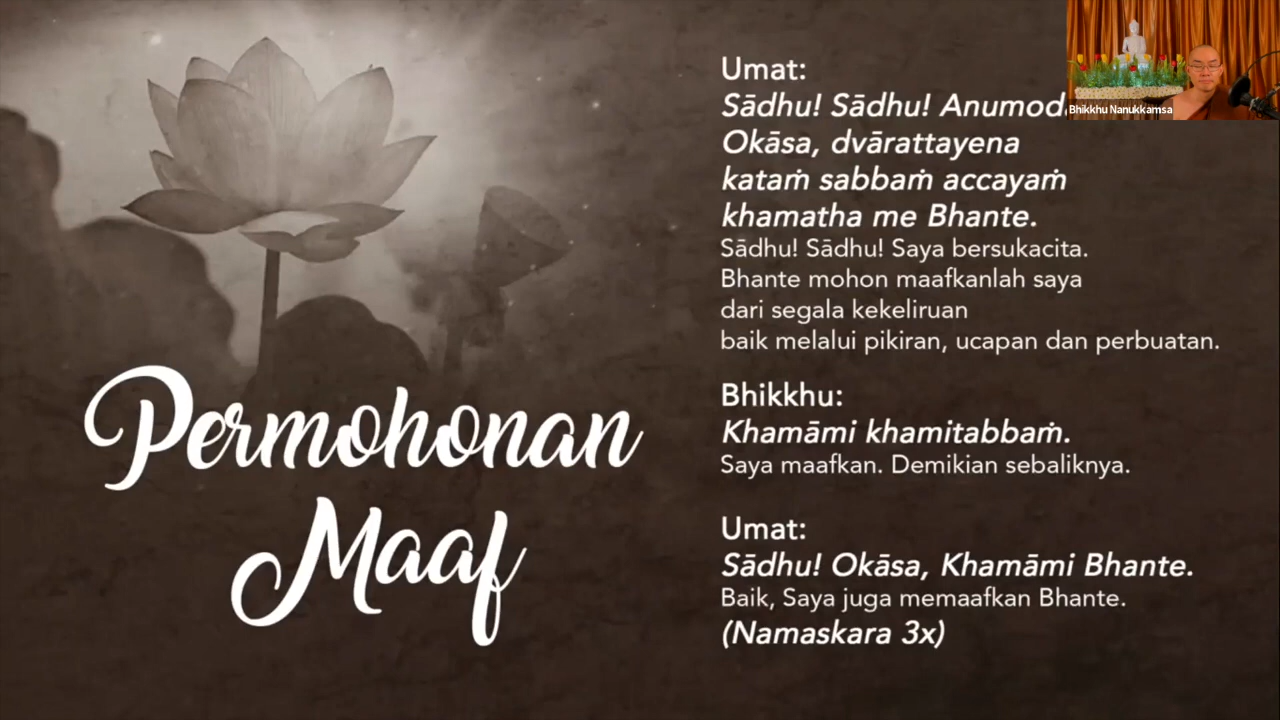 Permohonan
Maaf
Umat:
Sādhu! Sādhu!
Okāsa, dvārattayena
kataṁ sabbaṁ accayaṁ
khamatha me Bhante.
Sādhu! Sādhu! Saya bersukacita.
Bhante mohon maafkanlah saya
dari segala kekeliruan
baik melalui pikiran, ucapan dan perbuatan.
Bhikkhu:
Khamāmi khamitabbaṁ.
Saya maafkan. Demikian sebaliknya.
Umat:
Sādhu! Okāsa, Khamāmi Bhante.
Baik, Saya juga memaafkan Bhante.
(Namaskara 3x)
Bhikkhu Nanukkamsa